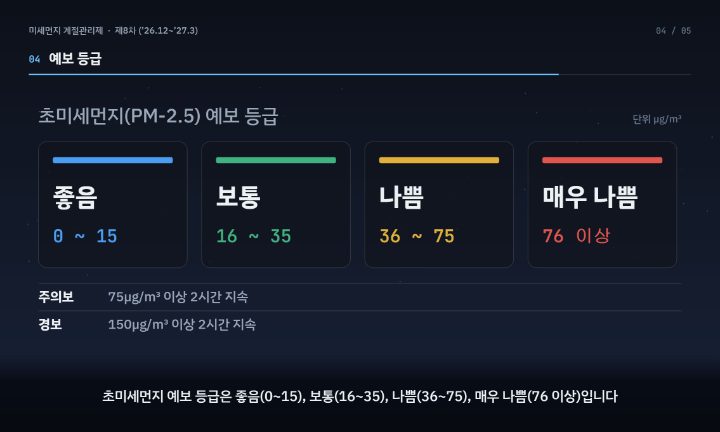 미세먼지 계절관리제 · 제8차 ('26.12~'27.3)
04 / 05
04 예보 등급
초미세먼지(PM-2.5) 예보 등급
단위 µg/m³
좋음
0 ~ 15
보통
16 ~ 35
나쁨
36 ~ 75
매우 나쁨
76 이상
주의보 75µg/m³ 이상 2시간 지속
경보 150µg/m³ 이상 2시간 지속
초미세먼지 예보 등급은 좋음(0~15), 보통(16~35), 나쁨(36~75), 매우 나쁨(76 이상)입니다